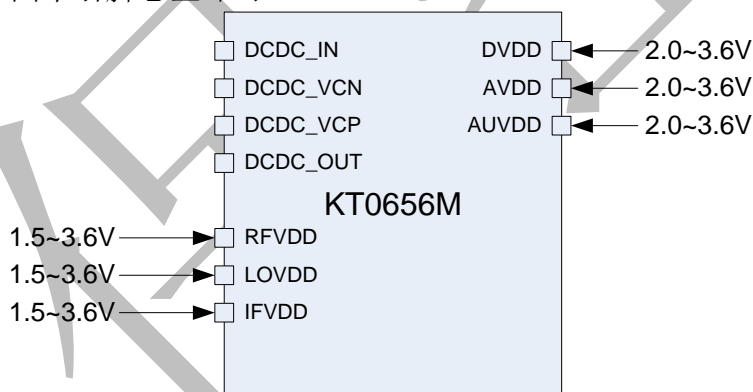 DCDC_IN DVDD 2.0~3.6V
DCDC_VCN AVDD 2.0~3.6V
DCDC_VCP AUVDD 2.0~3.6V
DCDC_OUT
KT0656M
1.5~3.6V RFVDD
1.5~3.6V LOVDD
1.5~3.6V IFVDD